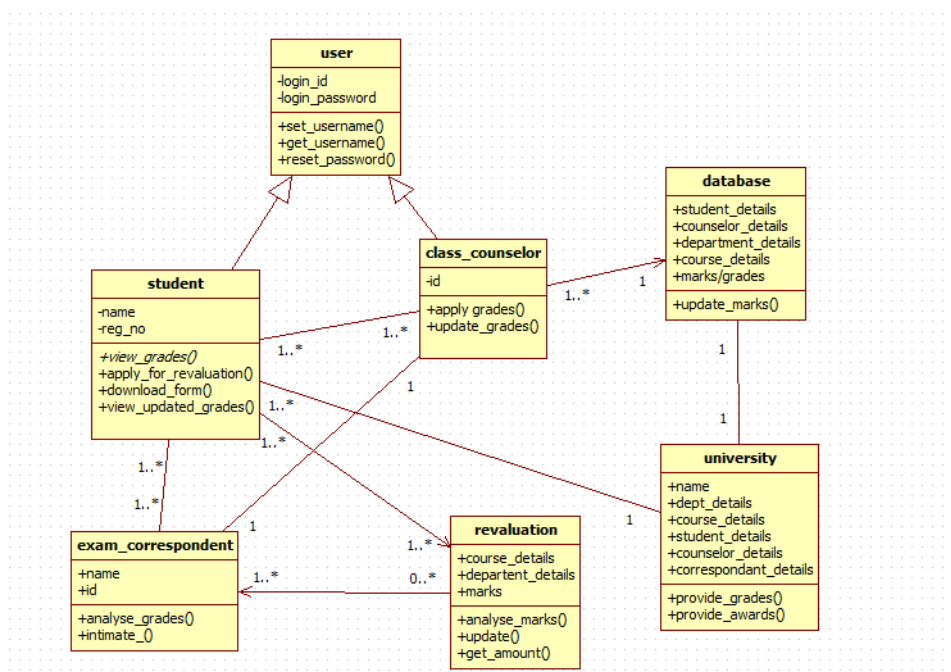 user
-login_id
-login_password
+set_username()
+get_username()
+reset_password()
database
+student_details
+counselor_details
+department_details
+course_details
+marks/grades
+update_marks()
class_counselor
-id
+apply grades()
+update_grades()
student
-name
-reg_no
+view_grades()
+apply_for_revaluation()
+download_form()
+view_updated_grades()
1..*
1
1..*
1..*
1
1
1
1..*
1..*
1..*
1..*
1
1
1..*
1..*
0..*
university
+name
+dept_details
+course_details
+student_details
+counselor_details
+correspondant_details
+provide_grades()
+provide_awards()
exam_correspondent
+name
+id
+analyse_grades()
+intimate_()
revaluation
+course_details
+departent_details
+marks
+analyse_marks()
+update()
+get_amount()